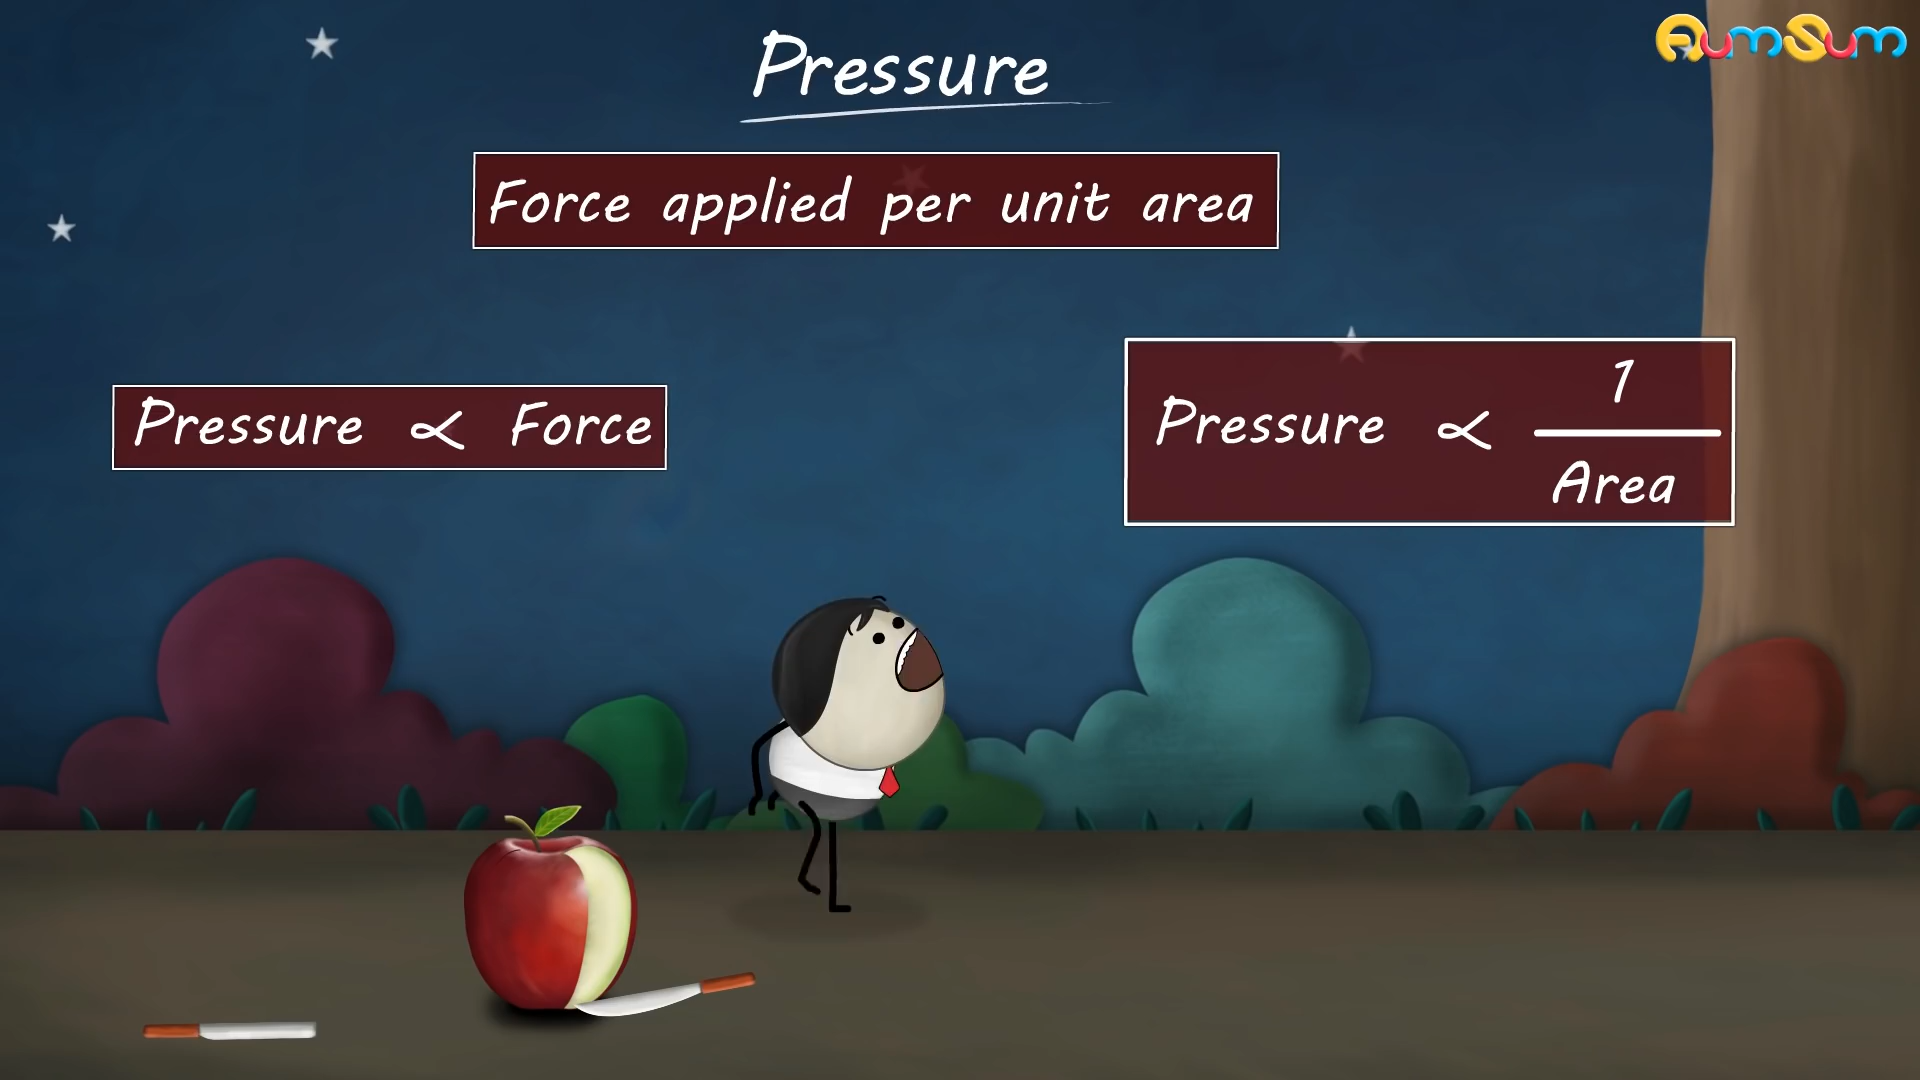 AumSum
Pressure
Force applied per unit area
Pressure ∝ Force
Pressure ∝ 1
Area